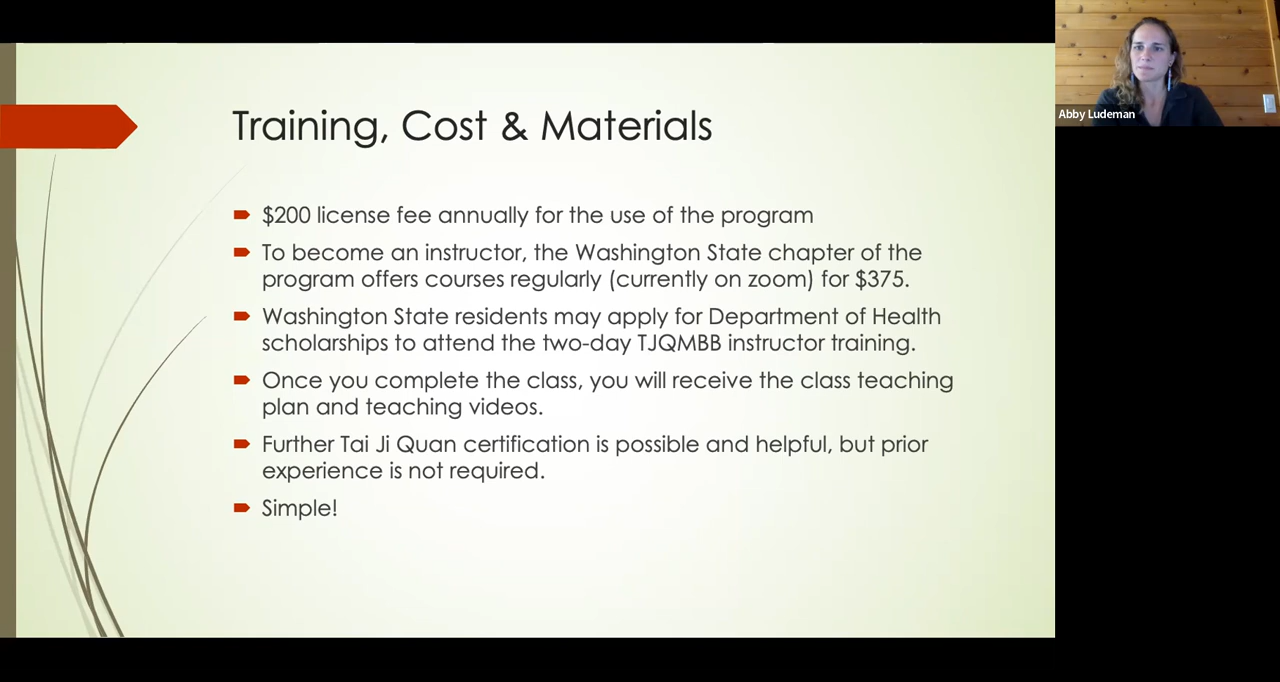 Training, Cost & Materials
$200 license fee annually for the use of the program
To become an instructor, the Washington State chapter of the
program offers courses regularly (currently on zoom) for $375.
Washington State residents may apply for Department of Health
scholarships to attend the two-day TJQMBB instructor training.
Once you complete the class, you will receive the class teaching
plan and teaching videos.
Further Tai Ji Quan certification is possible and helpful, but prior
experience is not required.
Simple!
Abby Ludeman